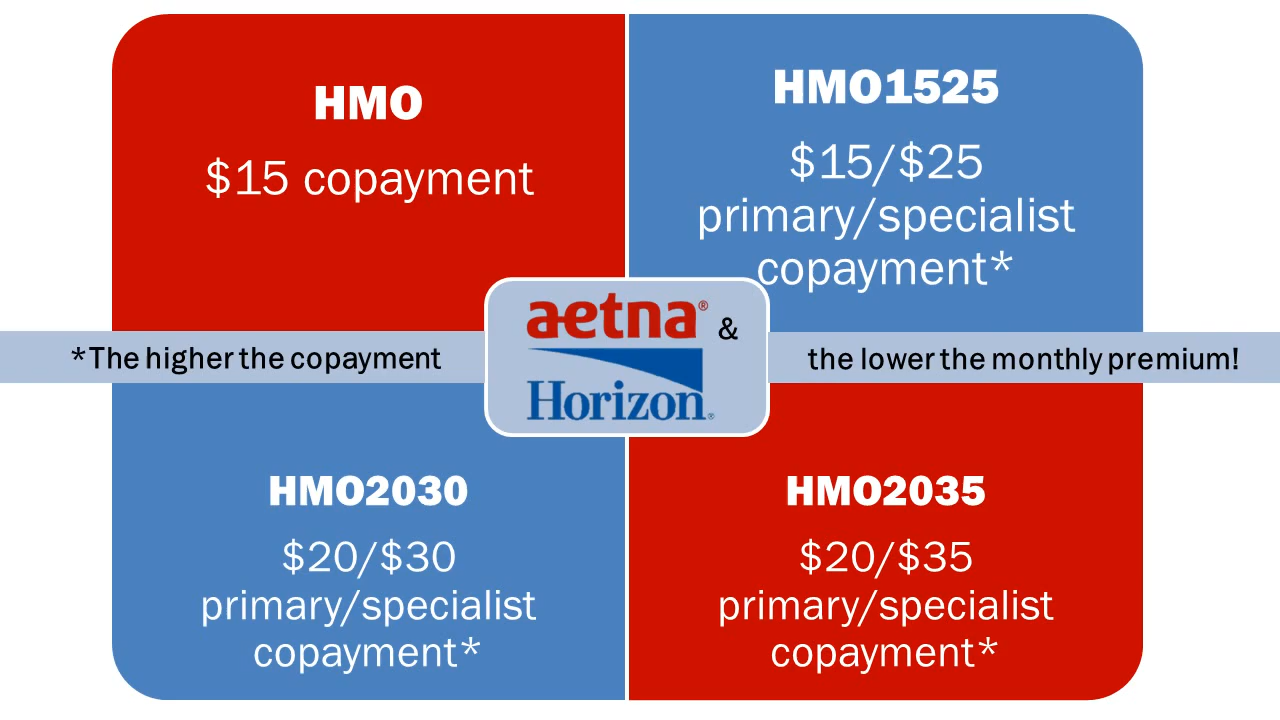 HMO
$15 copayment
HMO1525
$15/$25
primary/specialist
copayment*
*The higher the copayment
aetna®
&
Horizon®
the lower the monthly premium!
HMO2030
$20/$30
primary/specialist
copayment*
HMO2035
$20/$35
primary/specialist
copayment*